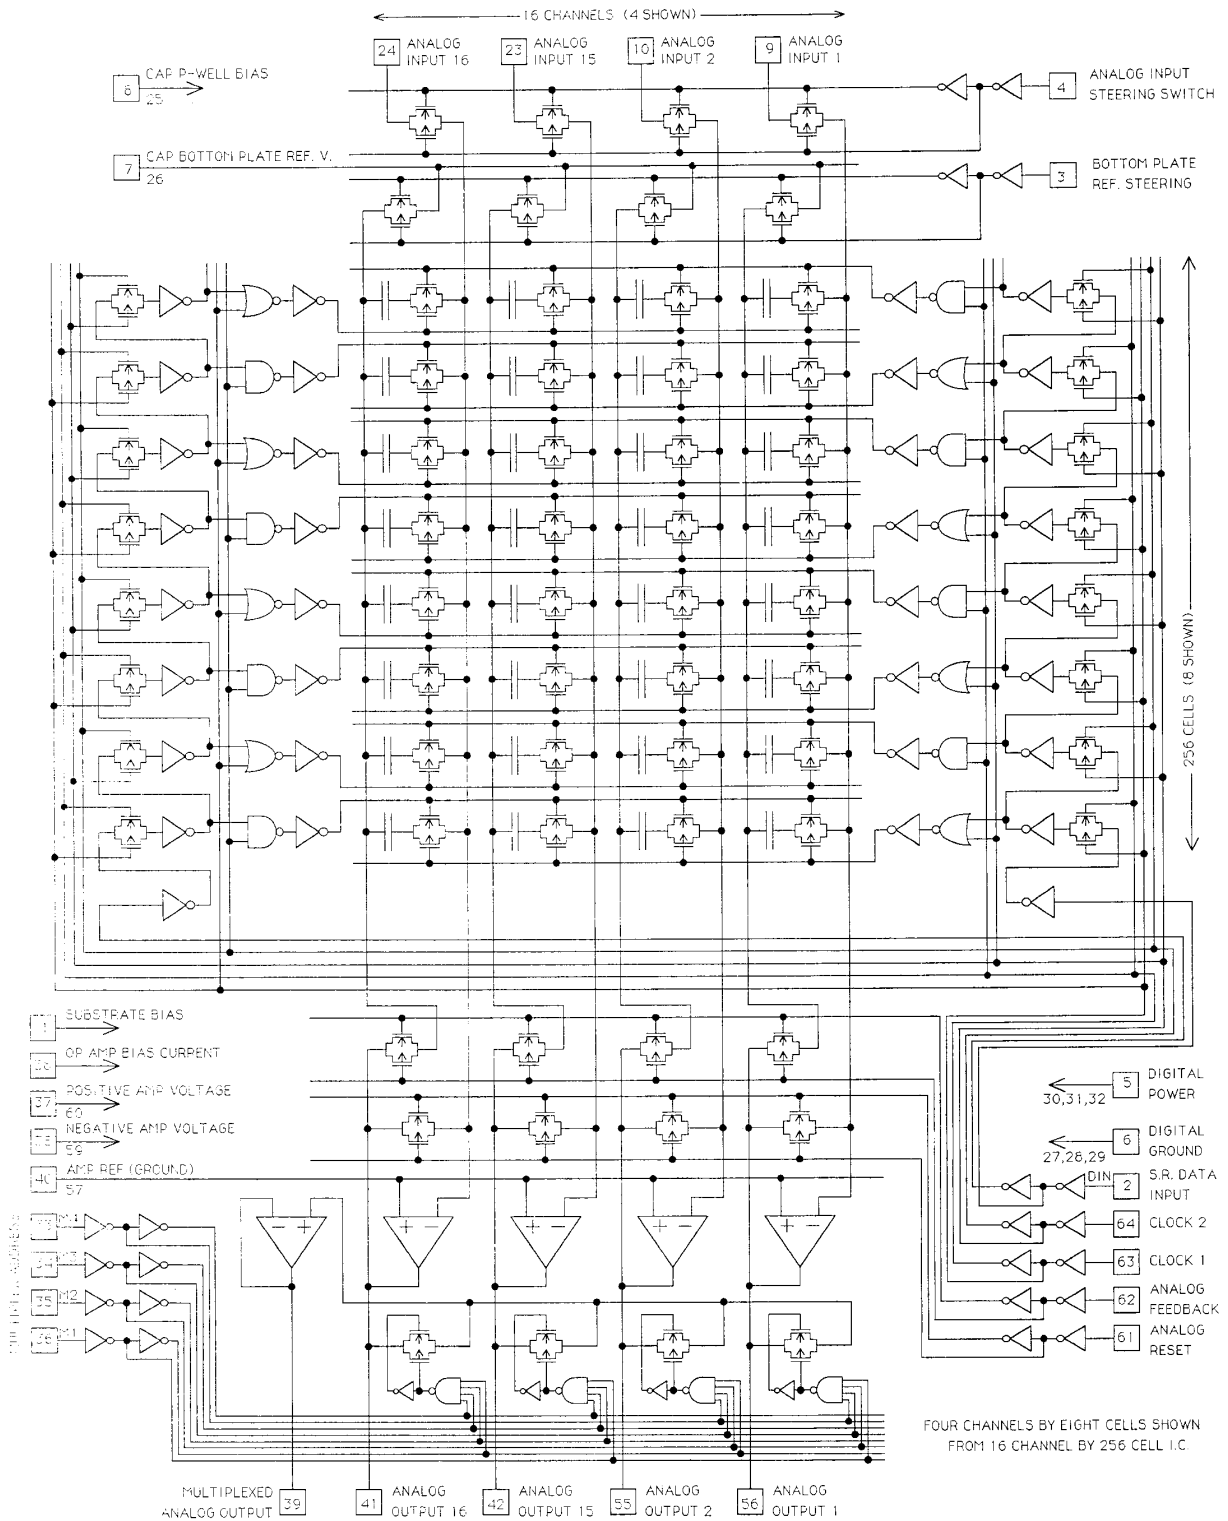 16 CHANNELS (4 SHOWN)
24 ANALOG INPUT 16
23 ANALOG INPUT 15
10 ANALOG INPUT 2
9 ANALOG INPUT 1
8 CAP P-WELL BIAS
25
4 ANALOG INPUT
STEERING SWITCH
7 CAP BOTTOM PLATE REF. V.
26
3 BOTTOM PLATE
REF. STEERING
256 CELLS (8 SHOWN)
1 SUBSTRATE BIAS
OP AMP BIAS CURRENT
37 POSITIVE AMP VOLTAGE
60
NEGATIVE AMP VOLTAGE
59
40 AMP REF (GROUND)
57
5 DIGITAL
POWER
30,31,32
6 DIGITAL
GROUND
27,28,29
DIN 2 S.R. DATA
INPUT
64 CLOCK 2
63 CLOCK 1
62 ANALOG
FEEDBACK
61 ANALOG
RESET
M4
34 M3
35 M2
36 M1
− +
+ −
+ −
+ −
+ −
FOUR CHANNELS BY EIGHT CELLS SHOWN
FROM 16 CHANNEL BY 256 CELL I.C.
MULTIPLEXED
ANALOG OUTPUT 39
41 ANALOG
OUTPUT 16
42 ANALOG
OUTPUT 15
55 ANALOG
OUTPUT 2
56 ANALOG
OUTPUT 1